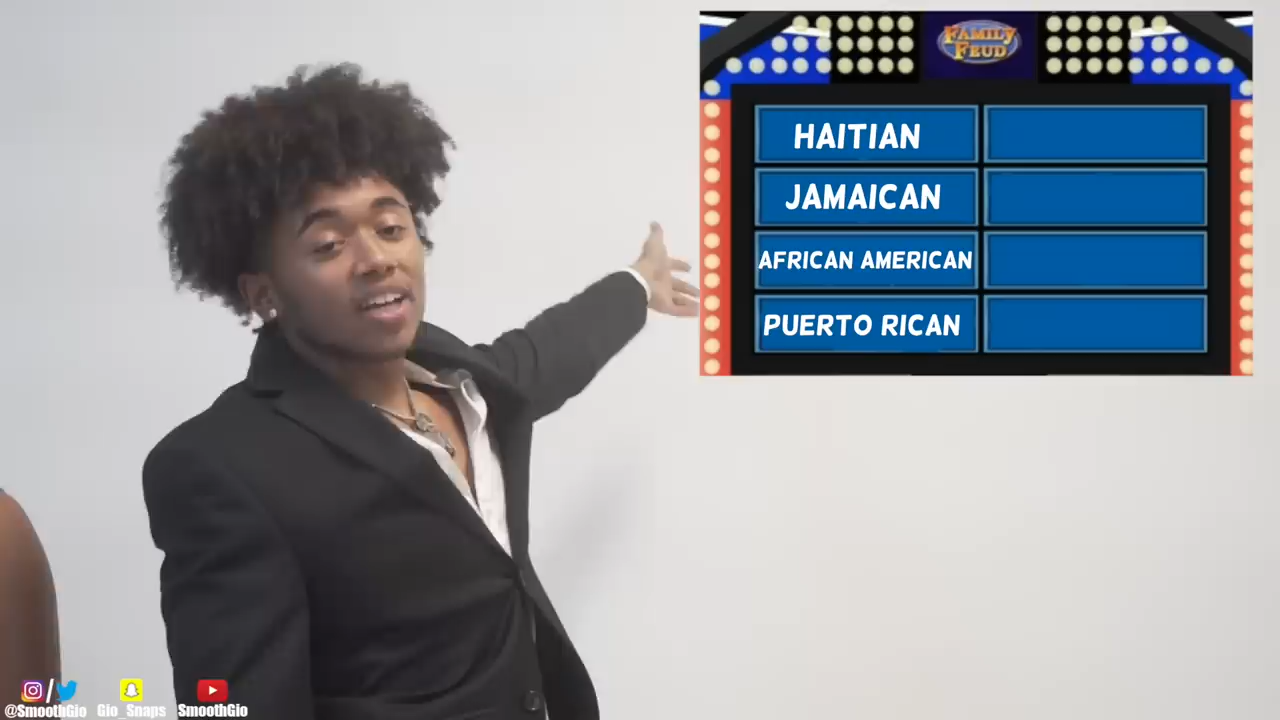 FAMILY
FEUD
HAITIAN
JAMAICAN
AFRICAN AMERICAN
PUERTO RICAN
@SmoothGio
Gio_Snaps
SmoothGio